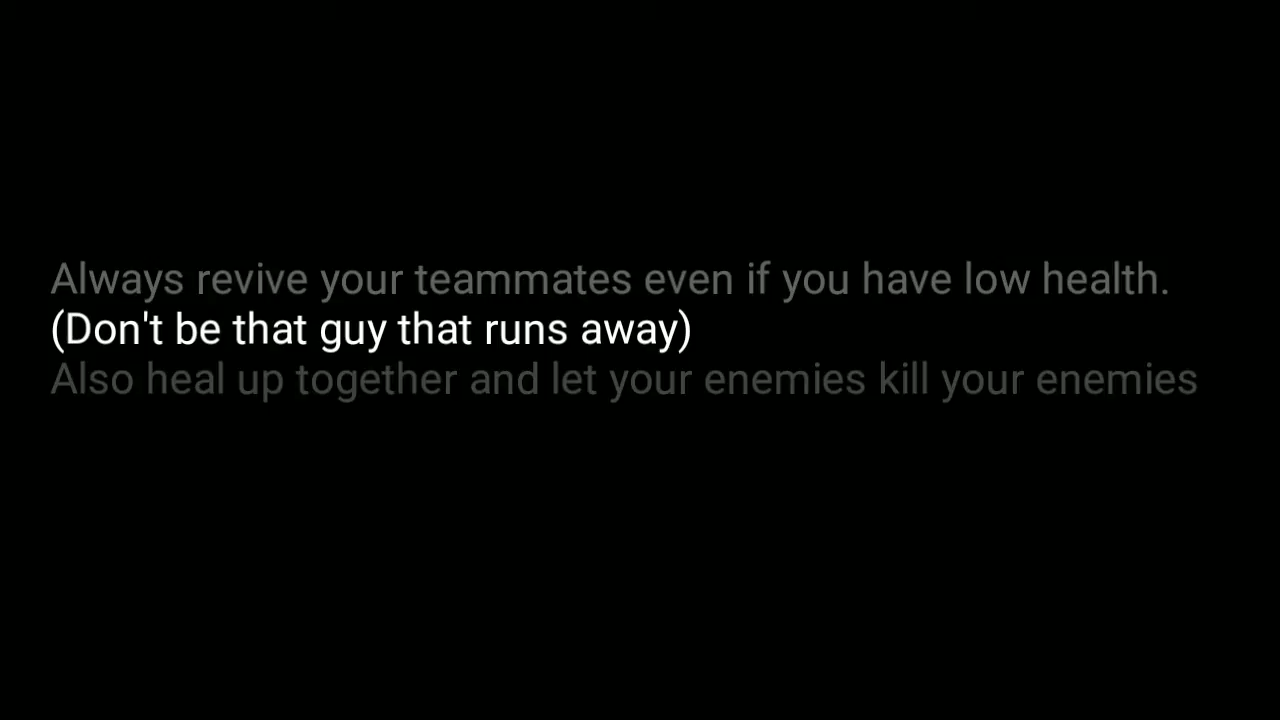 Always revive your teammates even if you have low health.
(Don't be that guy that runs away)
Also heal up together and let your enemies kill your enemies